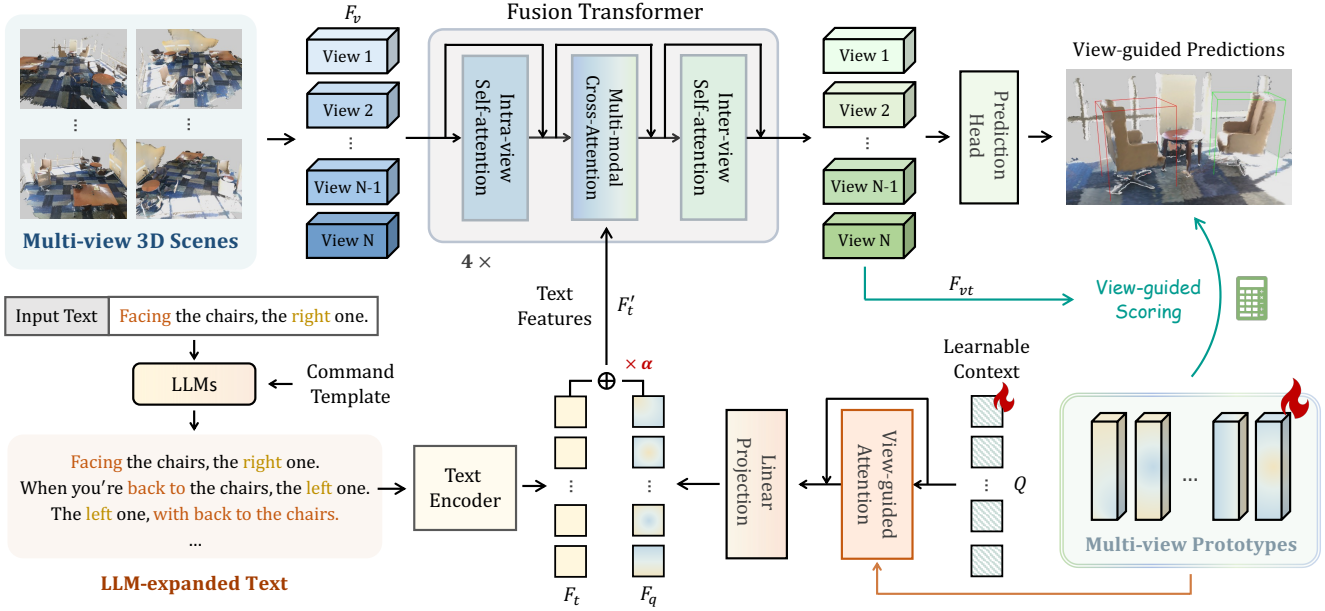 F_v
Fusion Transformer
View 1
View 2
⋮
View N-1
View N
Multi-view 3D Scenes
⋮
⋮
Intra-view
Self-attention
Multi-modal
Cross-Attention
Inter-view
Self-attention
4 ×
View 1
View 2
⋮
View N-1
View N
Prediction
Head
View-guided Predictions
Text
Features
F′_t
F_vt
View-guided
Scoring
Input Text
Facing the chairs, the right one.
LLMs
Command
Template
Facing the chairs, the right one.
When you're back to the chairs, the left one.
The left one, with back to the chairs.
...
LLM-expanded Text
Text
Encoder
× α
⊕
⋮
⋮
F_t
F_q
Linear
Projection
View-guided
Attention
Learnable
Context
⋮
Q
...
Multi-view Prototypes